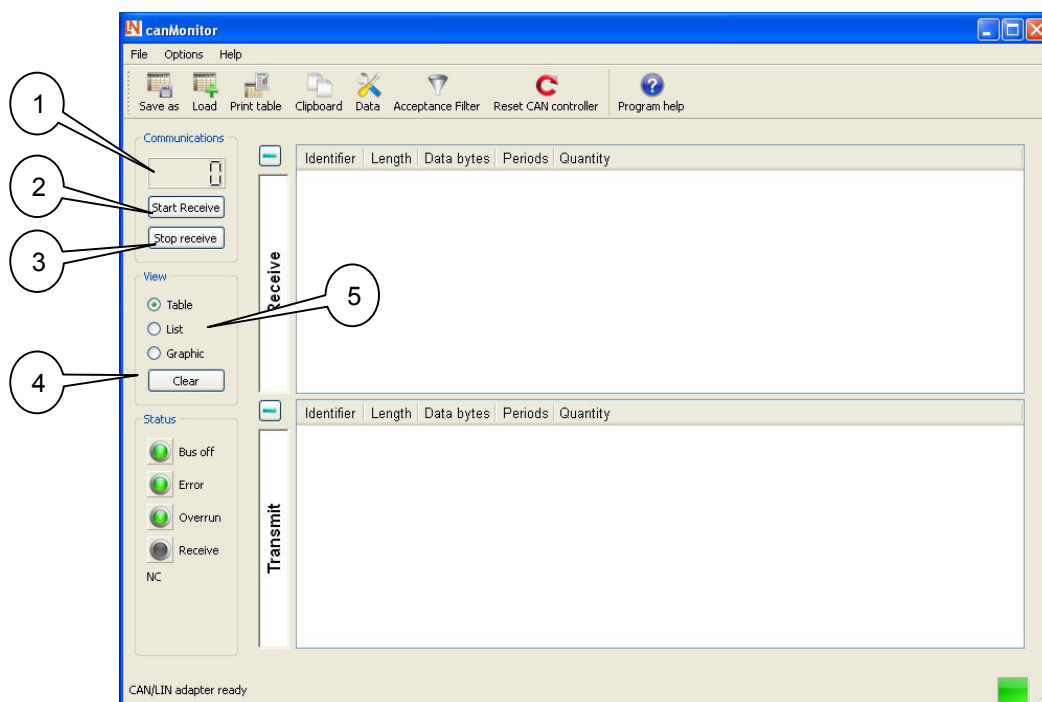 canMonitor
File Options Help
Save as Load Print table Clipboard Data Acceptance Filter Reset CAN controller Program help
1
Communications
0
2
Start Receive
3
Stop receive
View
Table
5
List
Graphic
4
Clear
Status
Bus off
Error
Overrun
Receive
NC
Identifier Length Data bytes Periods Quantity
Receive
Identifier Length Data bytes Periods Quantity
Transmit
CAN/LIN adapter ready